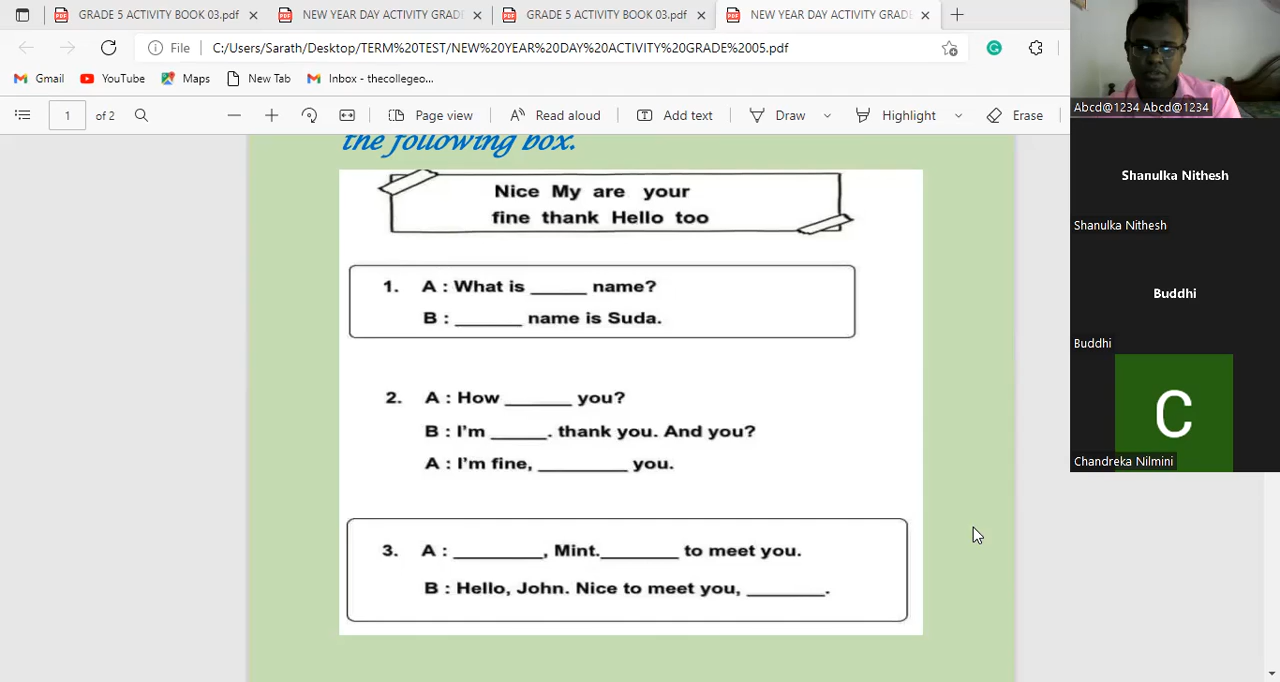 GRADE 5 ACTIVITY BOOK 03.pdf
NEW YEAR DAY ACTIVITY GRADE
GRADE 5 ACTIVITY BOOK 03.pdf
NEW YEAR DAY ACTIVITY GRADE
File
C:/Users/Sarath/Desktop/TERM%20TEST/NEW%20YEAR%20DAY%20ACTIVITY%20GRADE%2005.pdf
Gmail
YouTube
Maps
New Tab
Inbox - thecollegeo...
1 of 2
Page view
Read aloud
Add text
Draw
Highlight
Erase
the following box.
Nice My are your
fine thank Hello too
1. A : What is _____ name?
B : ______ name is Suda.
2. A : How ______ you?
B : I'm _____. thank you. And you?
A : I'm fine, ________ you.
3. A : ________, Mint._______ to meet you.
B : Hello, John. Nice to meet you, _______.
Abcd@1234 Abcd@1234
Shanulka Nithesh
Shanulka Nithesh
Buddhi
Buddhi
C
Chandreka Nilmini